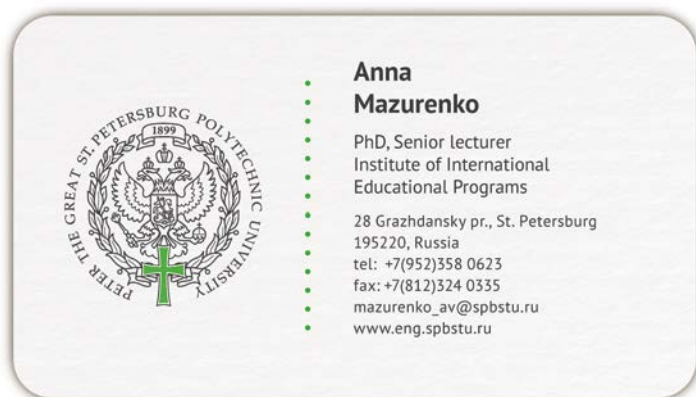 PETER THE GREAT ST. PETERSBURG POLYTECHNIC UNIVERSITY
1899
Anna
Mazurenko
PhD, Senior lecturer
Institute of International
Educational Programs
28 Grazhdansky pr., St. Petersburg
195220, Russia
tel: +7(952)358 0623
fax: +7(812)324 0335
mazurenko_av@spbstu.ru
www.eng.spbstu.ru